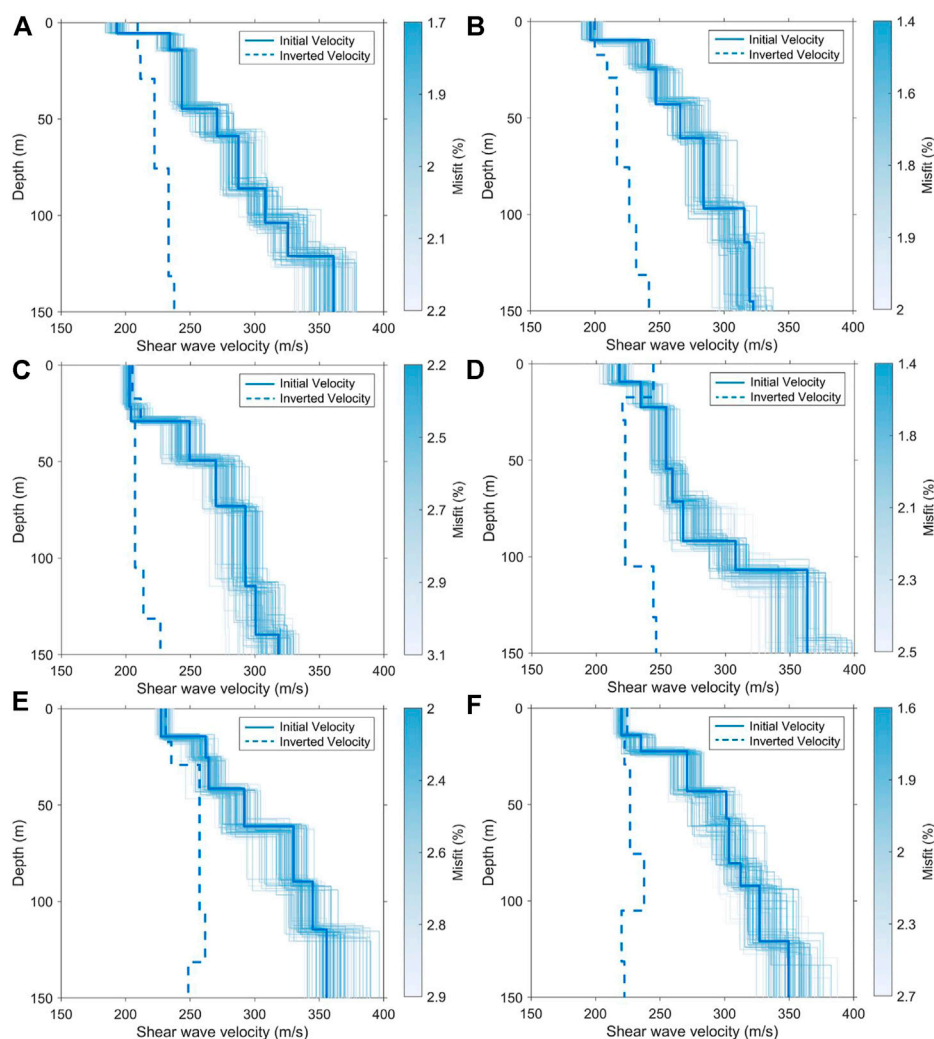 A
Initial Velocity
Inverted Velocity
0
50
100
150
Depth (m)
150 200 250 300 350 400
Shear wave velocity (m/s)
1.7
1.9
2
2.1
2.2
Misfit (%)
B
Initial Velocity
Inverted Velocity
0
50
100
150
Depth (m)
150 200 250 300 350 400
Shear wave velocity (m/s)
1.4
1.6
1.8
1.9
2
Misfit (%)
C
Initial Velocity
Inverted Velocity
0
50
100
150
Depth (m)
150 200 250 300 350 400
Shear wave velocity (m/s)
2.2
2.5
2.7
2.9
3.1
Misfit (%)
D
Initial Velocity
Inverted Velocity
0
50
100
150
Depth (m)
150 200 250 300 350 400
Shear wave velocity (m/s)
1.4
1.8
2.1
2.3
2.5
Misfit (%)
E
Initial Velocity
Inverted Velocity
0
50
100
150
Depth (m)
150 200 250 300 350 400
Shear wave velocity (m/s)
2
2.4
2.6
2.8
2.9
Misfit (%)
F
Initial Velocity
Inverted Velocity
0
50
100
150
Depth (m)
150 200 250 300 350 400
Shear wave velocity (m/s)
1.6
1.9
2
2.3
2.7
Misfit (%)